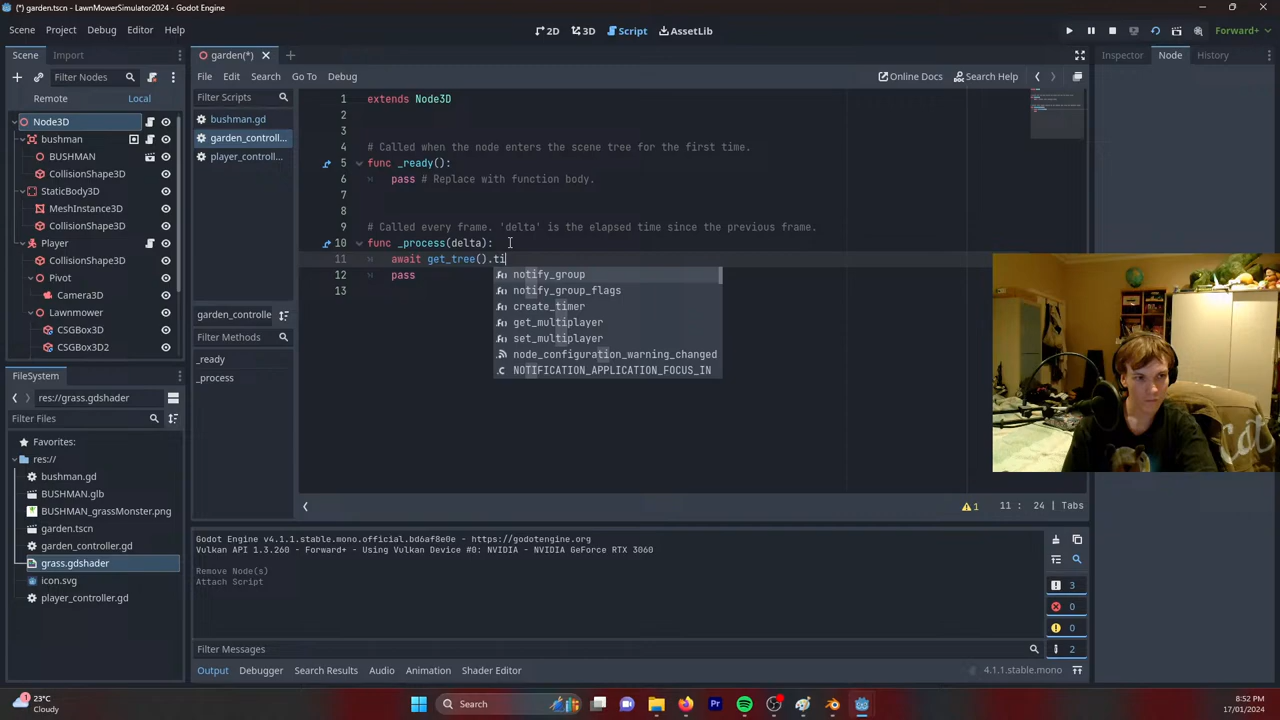 (*) garden.tscn - LawnMowerSimulator2024 - Godot Engine
Scene Project Debug Editor Help
2D 3D Script AssetLib
Forward+
Scene Import
garden(*)
Inspector Node History
Filter Nodes
File Edit Search Go To Debug
Online Docs Search Help
Remote Local
Filter Scripts
Node3D
bushman
BUSHMAN
CollisionShape3D
StaticBody3D
MeshInstance3D
CollisionShape3D
Player
CollisionShape3D
Pivot
Camera3D
Lawnmower
CSGBox3D
CSGBox3D2
bushman.gd
garden_controll...
player_controll...
garden_controlle
Filter Methods
_ready
_process
1 extends Node3D
2
3
4 # Called when the node enters the scene tree for the first time.
5 func _ready():
6 pass # Replace with function body.
7
8
9 # Called every frame. 'delta' is the elapsed time since the previous frame.
10 func _process(delta):
11 await get_tree().ti
12 pass
13
notify_group
notify_group_flags
create_timer
get_multiplayer
set_multiplayer
node_configuration_warning_changed
NOTIFICATION_APPLICATION_FOCUS_IN
Cat
1 11 : 24 | Tabs
FileSystem
res://grass.gdshader
Filter Files
Favorites:
res://
bushman.gd
BUSHMAN.glb
BUSHMAN_grassMonster.png
garden.tscn
garden_controller.gd
grass.gdshader
icon.svg
player_controller.gd
Godot Engine v4.1.1.stable.mono.official.bd6af8e0e - https://godotengine.org
Vulkan API 1.3.260 - Forward+ - Using Vulkan Device #0: NVIDIA - NVIDIA GeForce RTX 3060
Remove Node(s)
Attach Script
3
0
0
2
Filter Messages
Output Debugger Search Results Audio Animation Shader Editor
4.1.1.stable.mono
1
23°C
Cloudy
Search
Pr
8:52 PM
17/01/2024